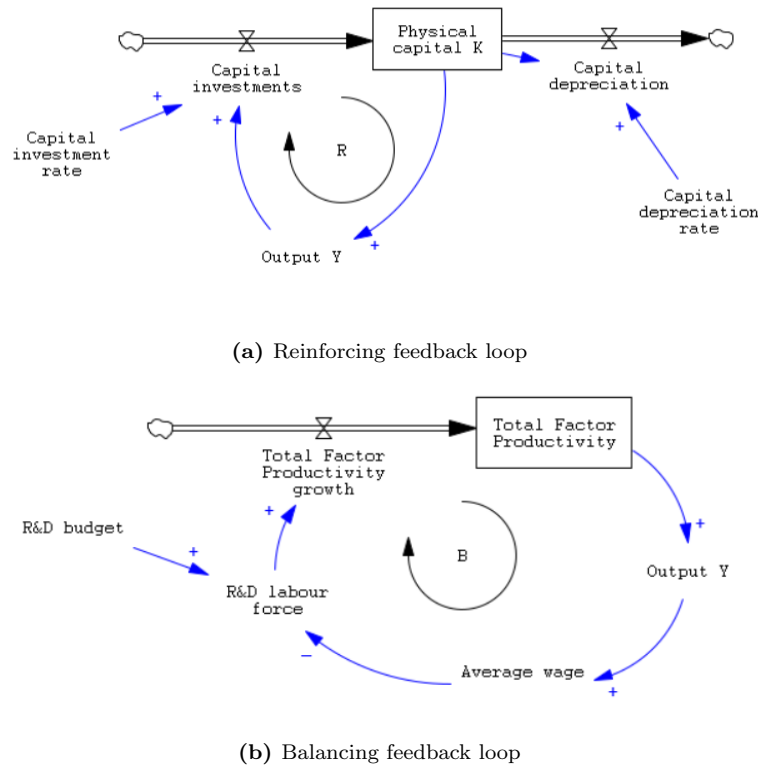 Physical
capital K
Capital
investments
Capital
depreciation
+
+
+
Capital
investment
rate
R
Capital
depreciation
rate
+
Output Y
(a) Reinforcing feedback loop
Total Factor
Productivity
Total Factor
Productivity
growth
+
+
R&D budget
+
B
Output Y
R&D labour
force
−
Average wage
+
(b) Balancing feedback loop